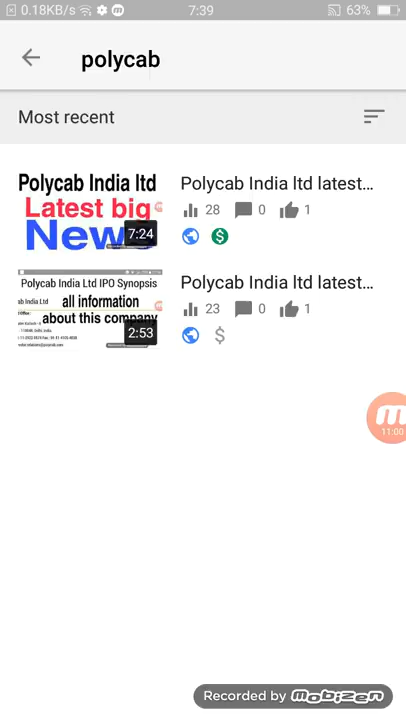 0.18KB/s 7:39 63%
polycab
Most recent
Polycab India ltd
Latest big
News
7:24
Polycab India ltd latest...
28 0 1
Polycab India Ltd IPO Synopsis
all information
about this company
2:53
Polycab India ltd latest...
23 0 1
11:00
Recorded by mobizen